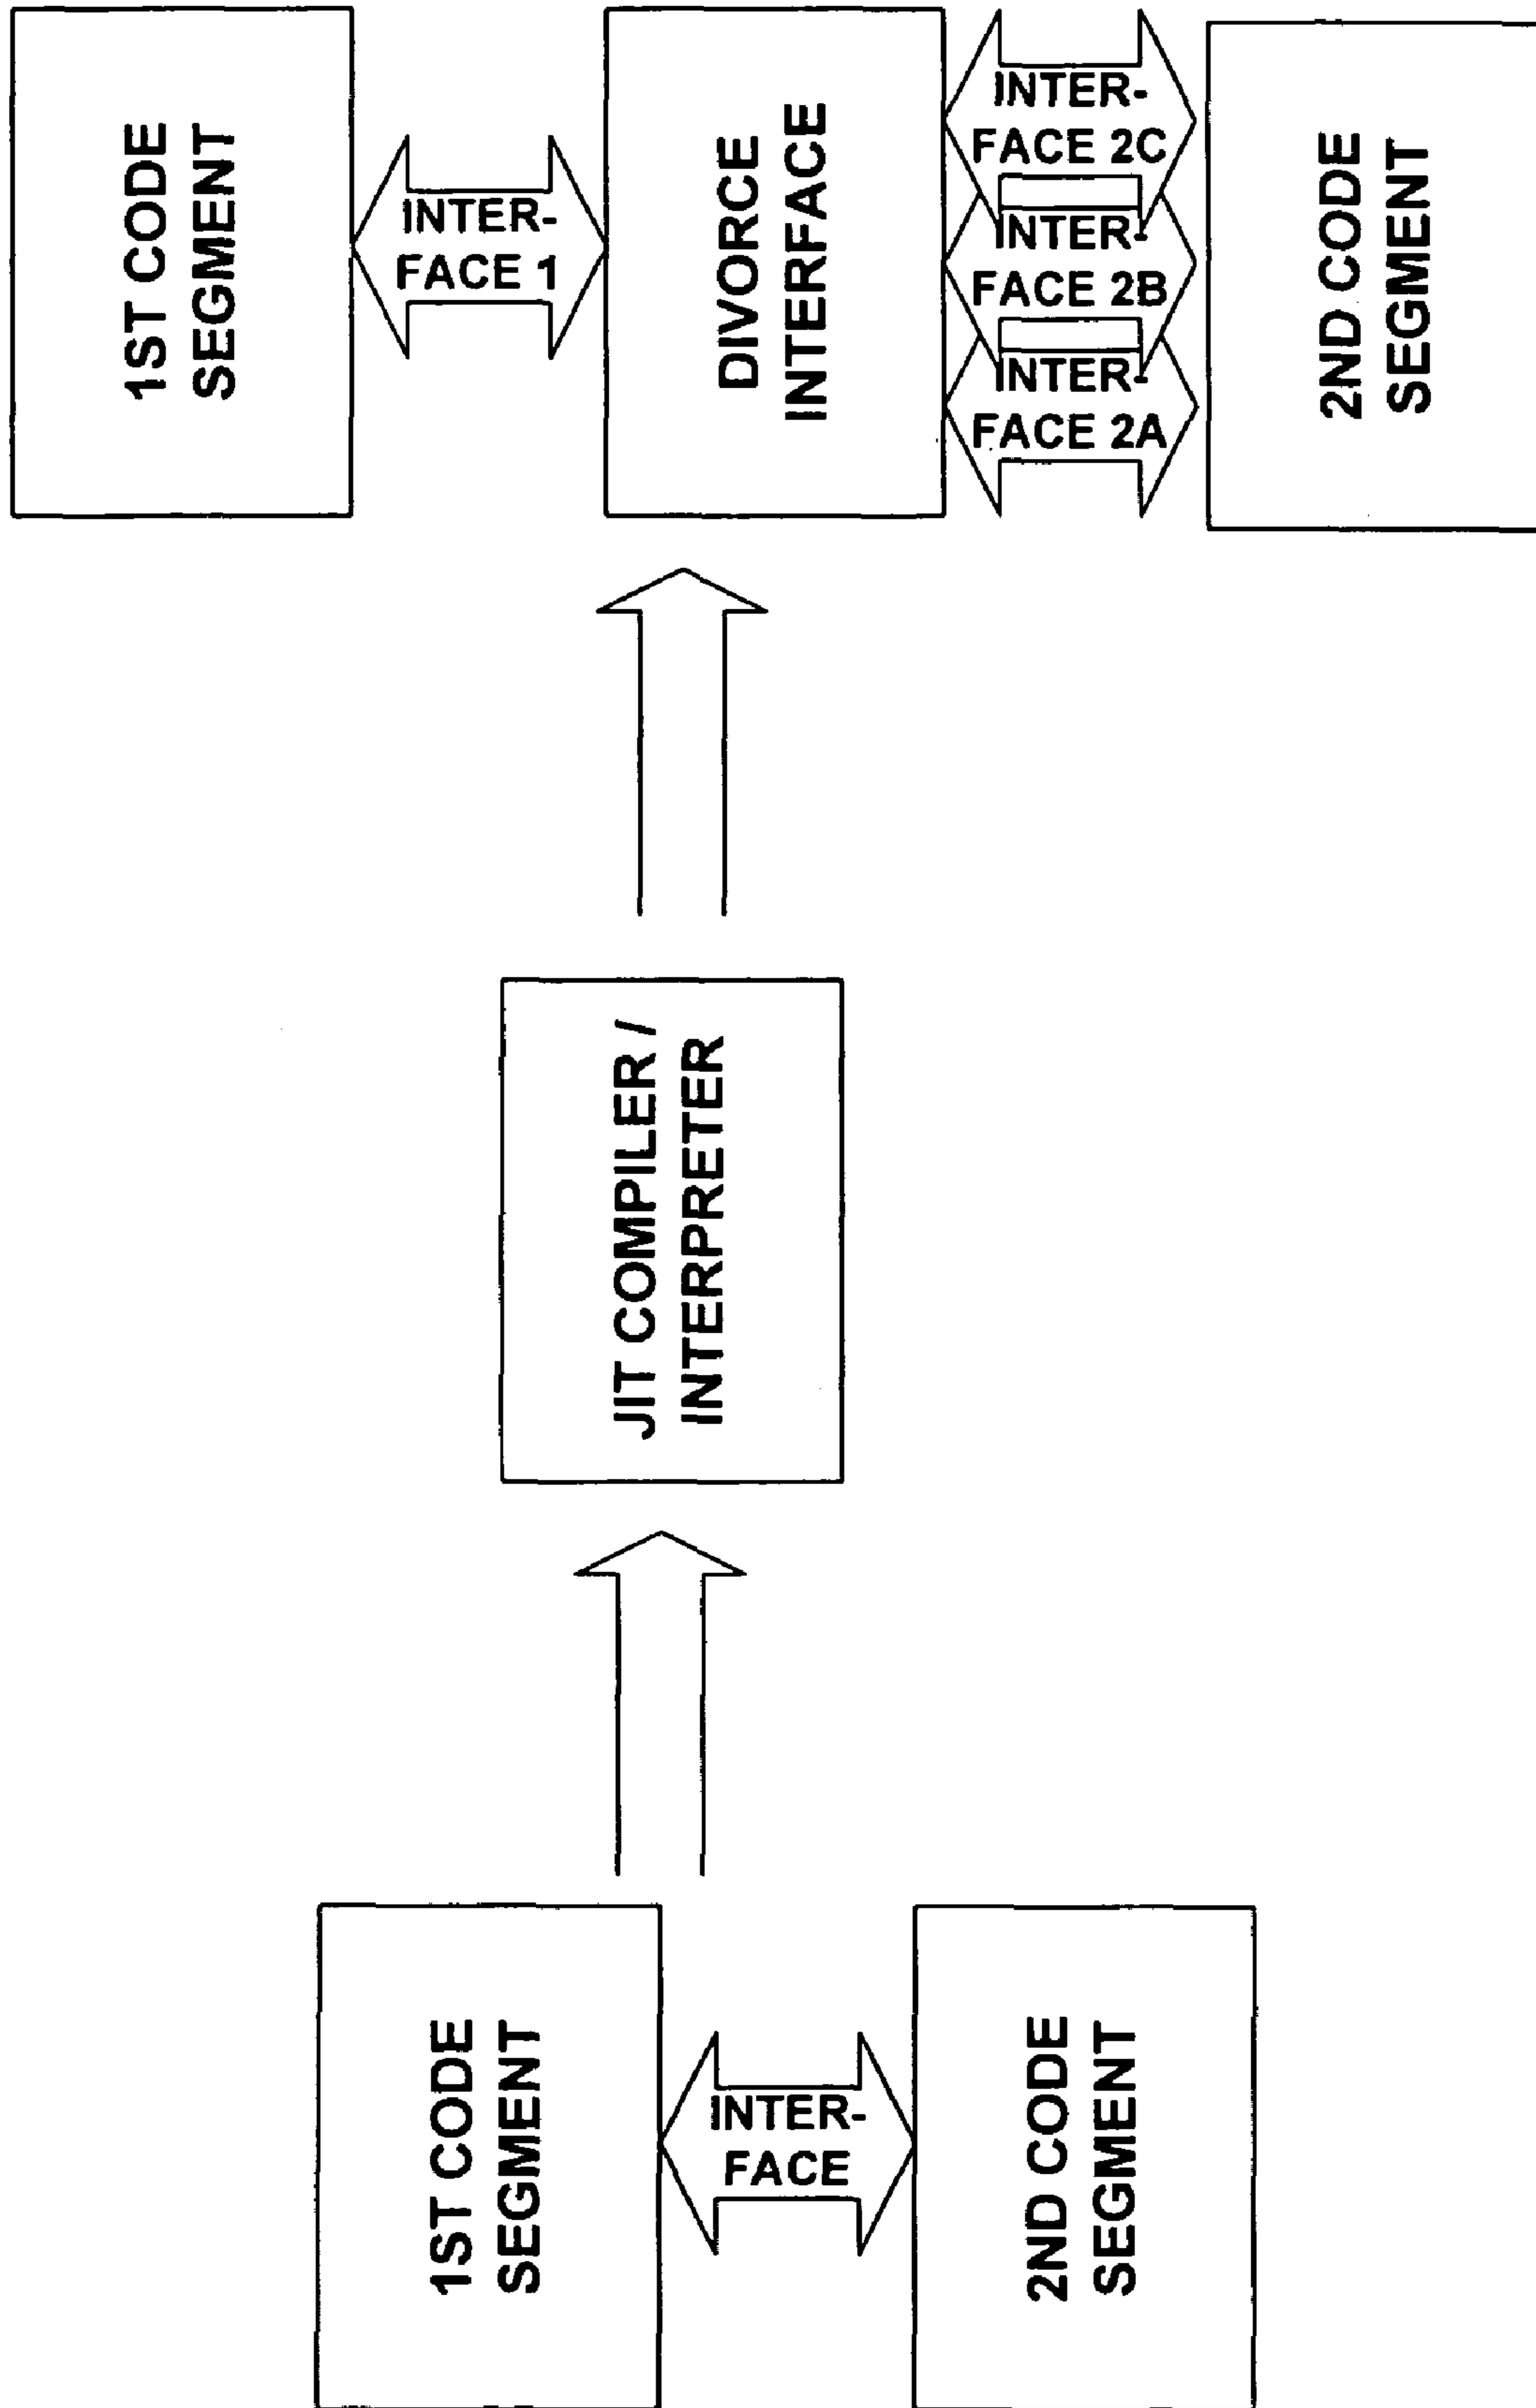 1ST CODE
SEGMENT
INTER-
FACE
2ND CODE
SEGMENT
JIT COMPILER /
INTERPRETER
1ST CODE
SEGMENT
INTER-
FACE 1
DIVORCE
INTERFACE
INTER-
FACE 2C
INTER-
FACE 2B
INTER-
FACE 2A
2ND CODE
SEGMENT